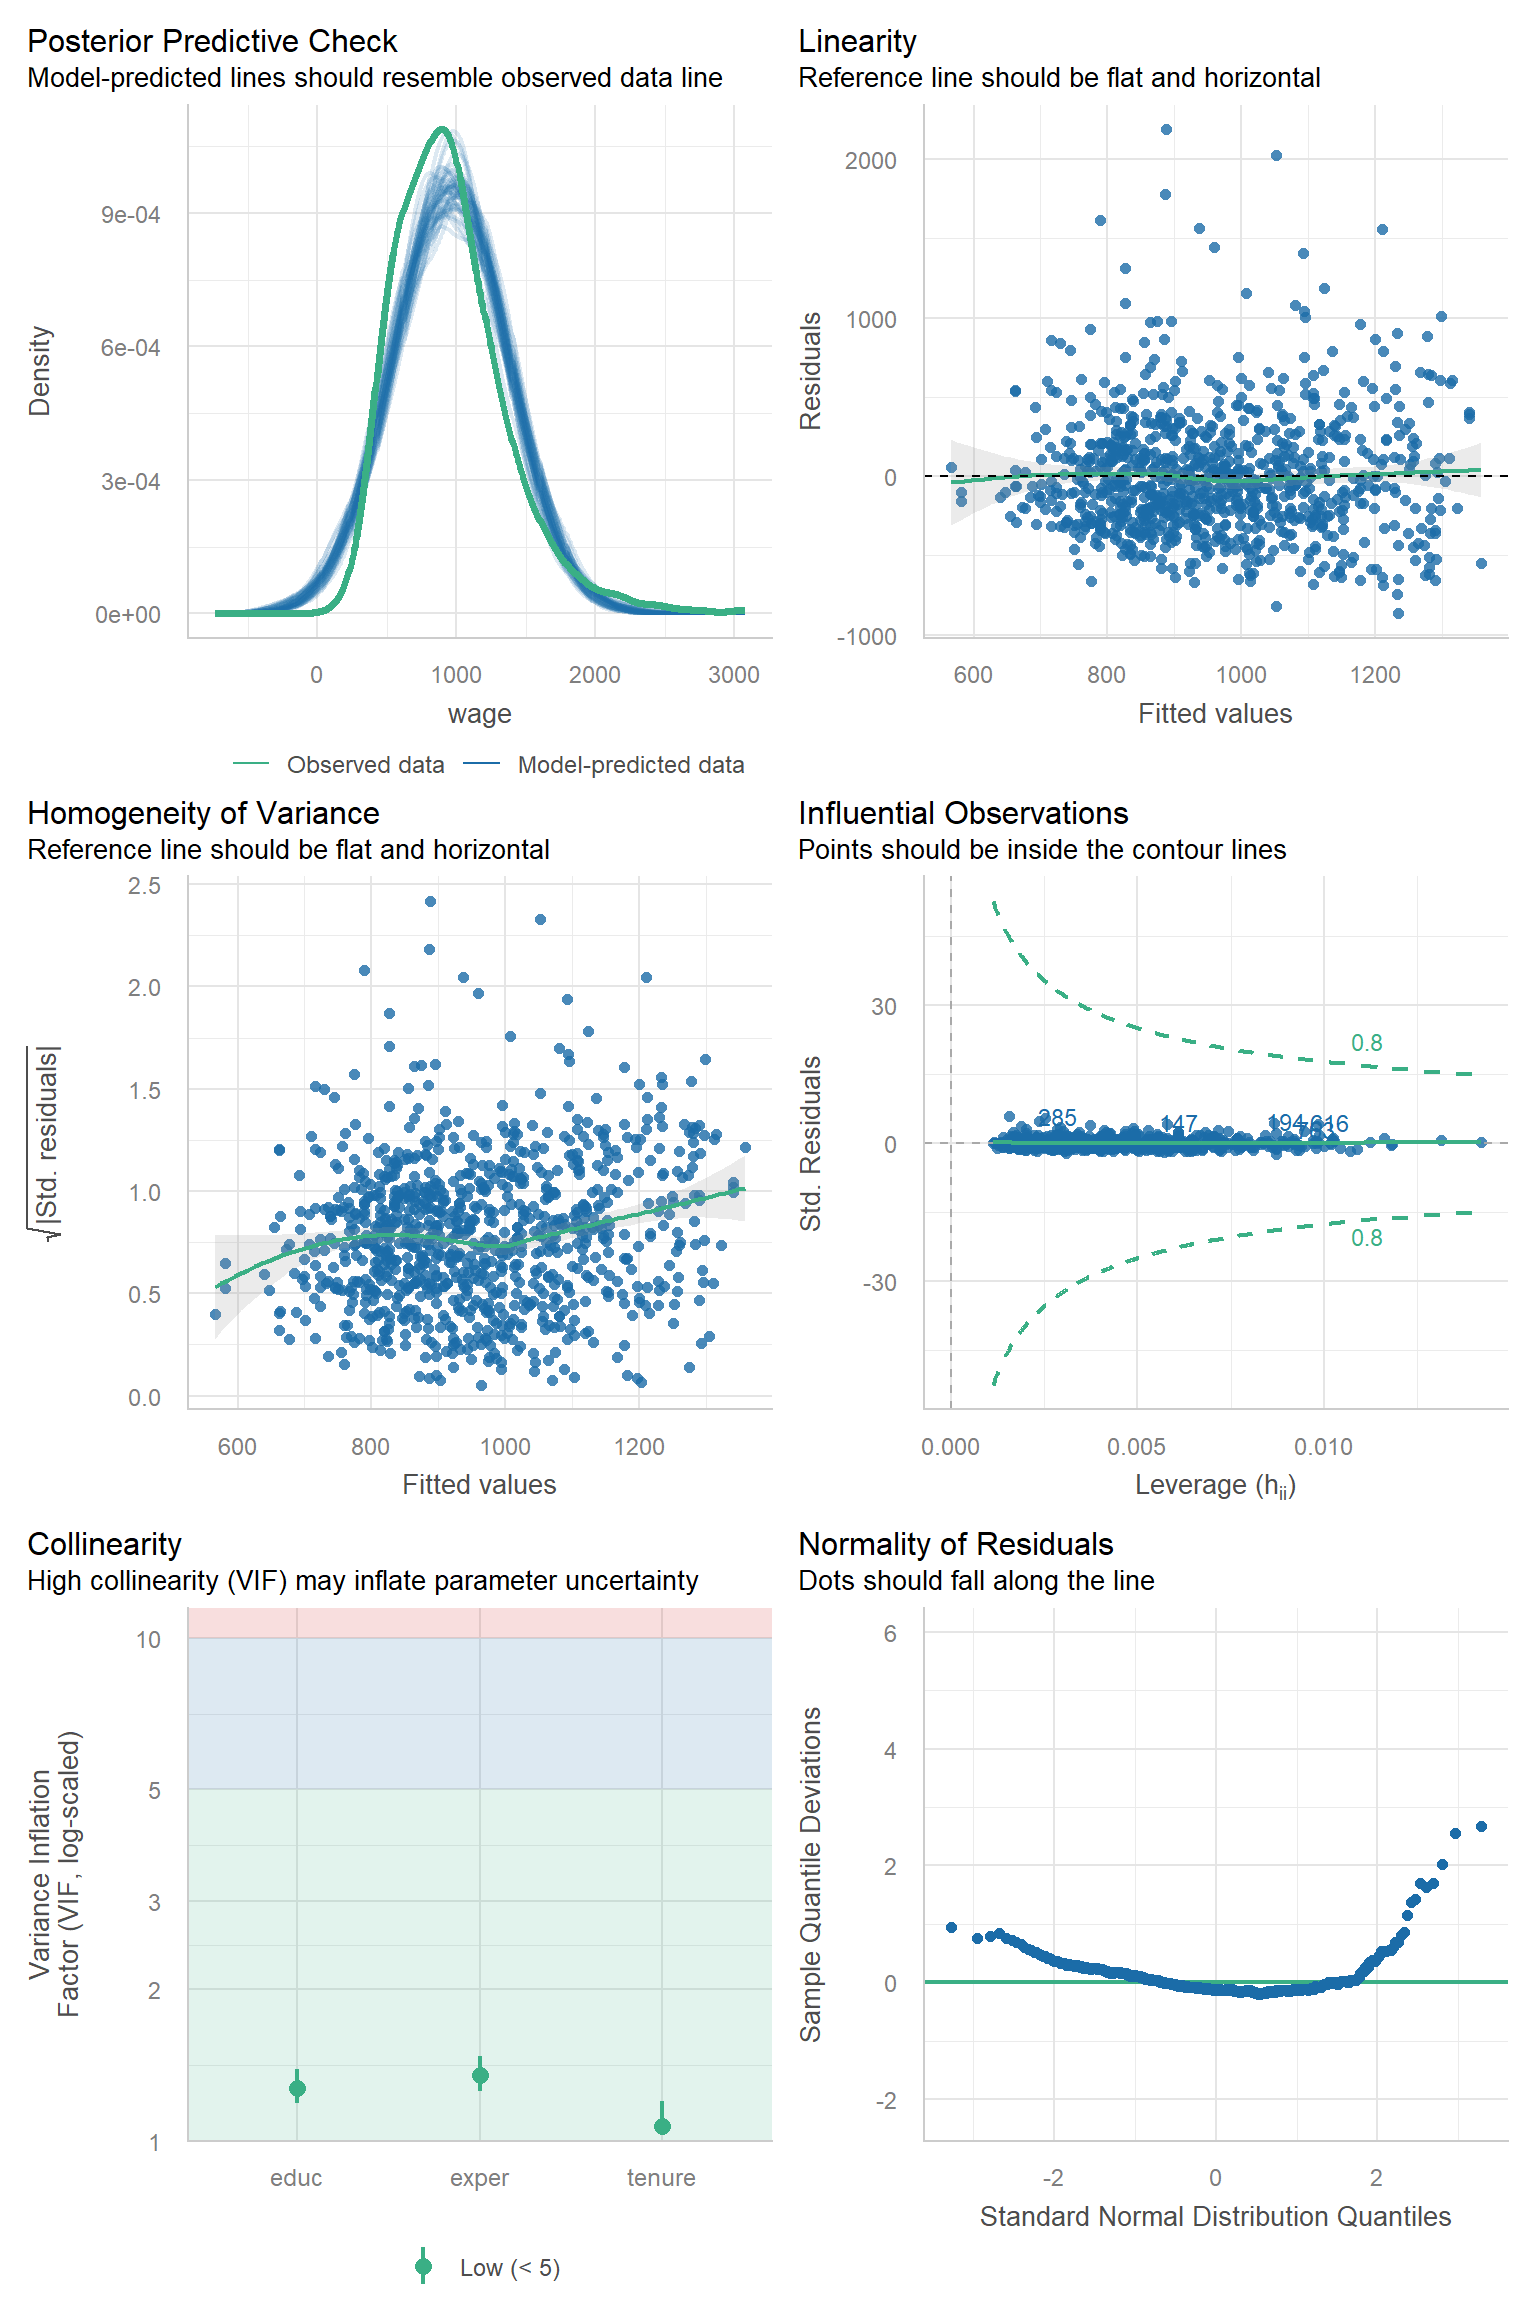 Posterior Predictive Check
Model-predicted lines should resemble observed data line
Density
9e-04
6e-04
3e-04
0e+00
0
1000
2000
3000
wage
Observed data
Model-predicted data
Linearity
Reference line should be flat and horizontal
Residuals
2000
1000
0
-1000
600
800
1000
1200
Fitted values
Homogeneity of Variance
Reference line should be flat and horizontal
√|Std. residuals|
2.5
2.0
1.5
1.0
0.5
0.0
600
800
1000
1200
Fitted values
Influential Observations
Points should be inside the contour lines
Std. Residuals
30
0
-30
0.8
285
147
194
616
0.8
0.000
0.005
0.010
Leverage (hii)
Collinearity
High collinearity (VIF) may inflate parameter uncertainty
Variance Inflation
Factor (VIF, log-scaled)
10
5
3
2
1
educ
exper
tenure
Low (< 5)
Normality of Residuals
Dots should fall along the line
Sample Quantile Deviations
6
4
2
0
-2
-2
0
2
Standard Normal Distribution Quantiles